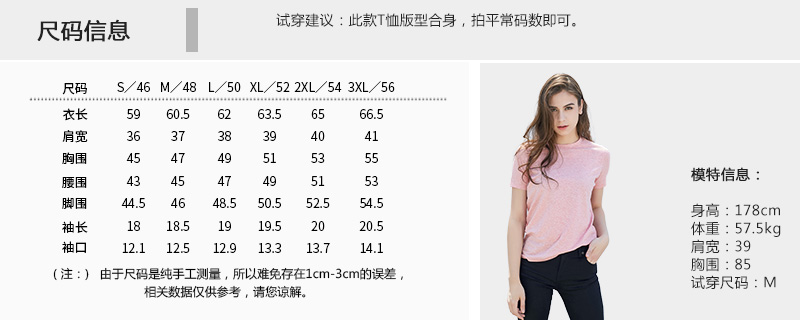 尺码信息
试穿建议：此款T恤版型合身，拍平常码数即可。
尺码 S／46 M／48 L／50 XL／52 2XL／54 3XL／56
衣长 59 60.5 62 63.5 65 66.5
肩宽 36 37 38 39 40 41
胸围 45 47 49 51 53 55
腰围 43 45 47 49 51 53
脚围 44.5 46 48.5 50.5 52.5 54.5
袖长 18 18.5 19 19.5 20 20.5
袖口 12.1 12.5 12.9 13.3 13.7 14.1
（注：）由于尺码是纯手工测量，所以难免存在1cm-3cm的误差，
相关数据仅供参考，请您谅解。
模特信息：
身高：178cm
体重：57.5kg
肩宽：39
胸围：85
试穿尺码：M